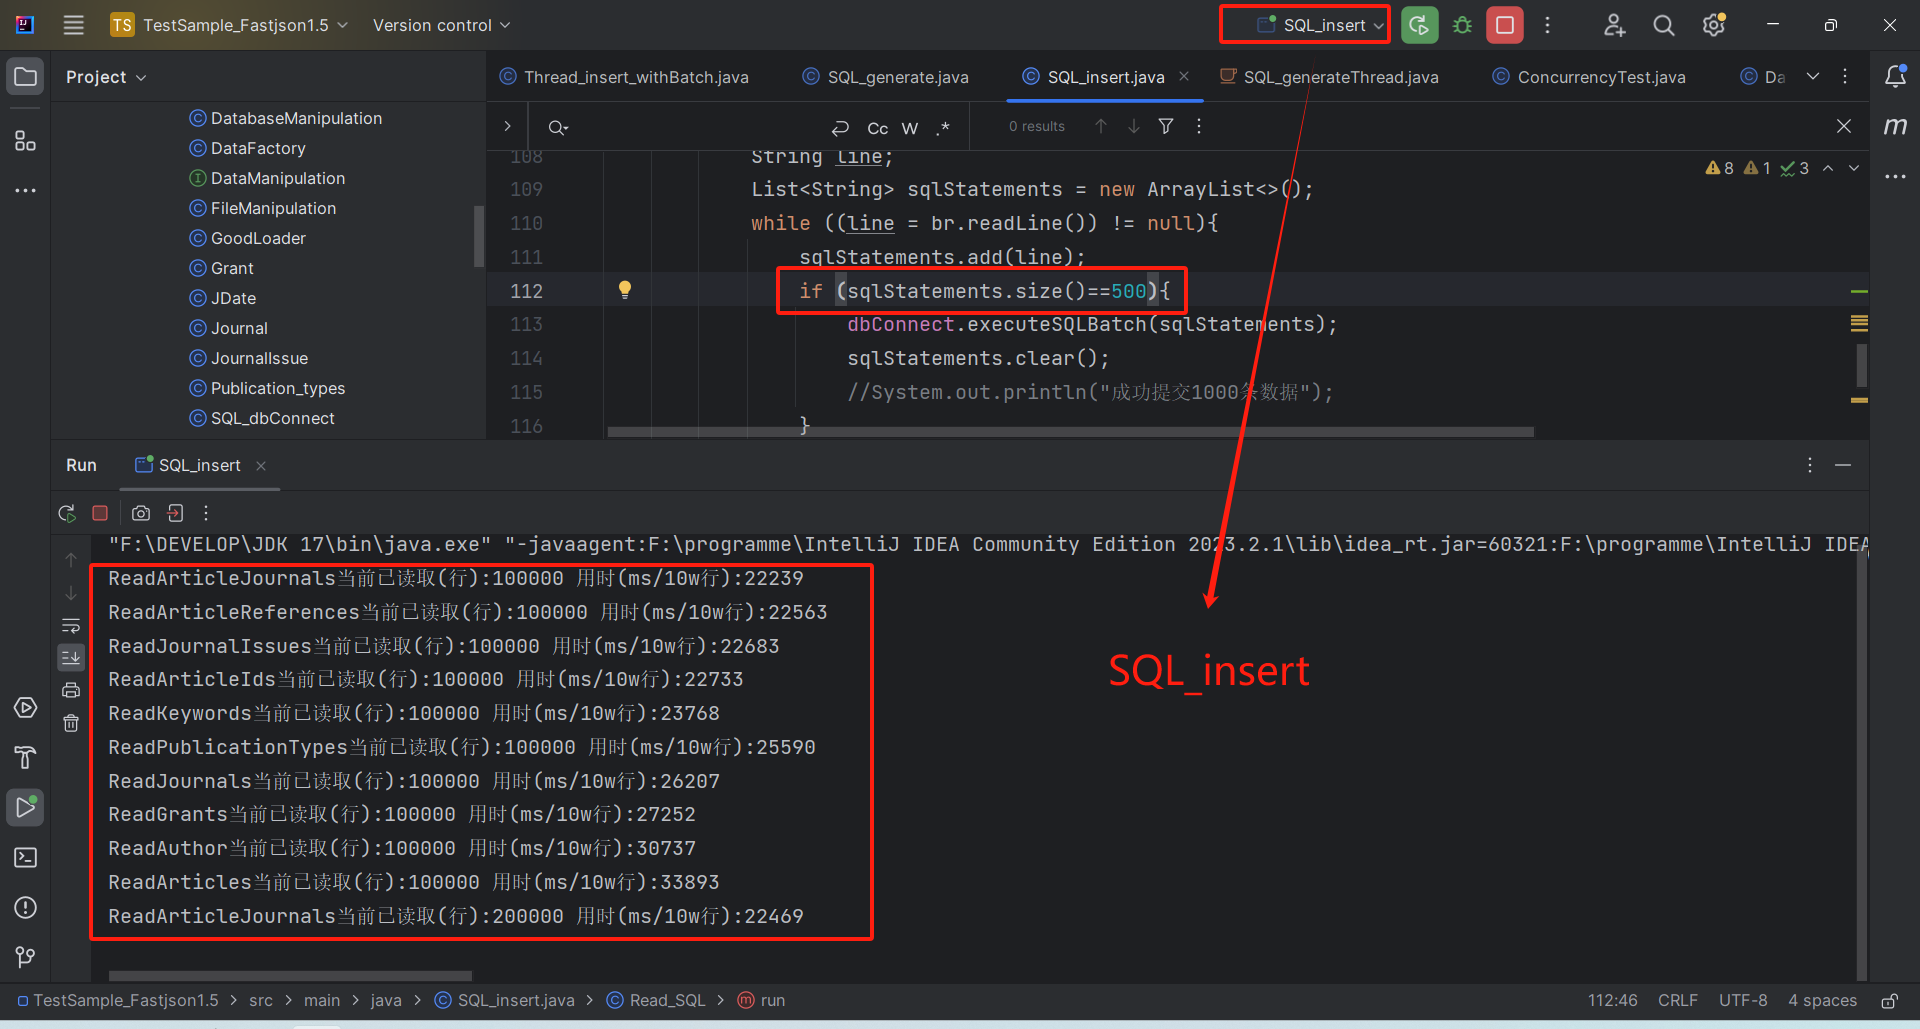 TS TestSample_Fastjson1.5 Version control SQL_insert
Project
Thread_insert_withBatch.java SQL_generate.java SQL_insert.java SQL_generateThread.java ConcurrencyTest.java Da
DatabaseManipulation
DataFactory
DataManipulation
FileManipulation
GoodLoader
Grant
JDate
Journal
JournalIssue
Publication_types
SQL_dbConnect
Cc W .* 0 results
8 1 3
108 String line;
109 List<String> sqlStatements = new ArrayList<>();
110 while ((line = br.readLine()) != null){
111 sqlStatements.add(line);
112 if (sqlStatements.size()==500){
113 dbConnect.executeSQLBatch(sqlStatements);
114 sqlStatements.clear();
115 //System.out.println("成功提交1000条数据");
116 }
Run SQL_insert
"F:\DEVELOP\JDK 17\bin\java.exe" "-javaagent:F:\programme\IntelliJ IDEA Community Edition 2023.2.1\lib\idea_rt.jar=60321:F:\programme\IntelliJ IDEA
ReadArticleJournals当前已读取(行):100000 用时(ms/10w行):22239
ReadArticleReferences当前已读取(行):100000 用时(ms/10w行):22563
ReadJournalIssues当前已读取(行):100000 用时(ms/10w行):22683
ReadArticleIds当前已读取(行):100000 用时(ms/10w行):22733
ReadKeywords当前已读取(行):100000 用时(ms/10w行):23768
ReadPublicationTypes当前已读取(行):100000 用时(ms/10w行):25590
ReadJournals当前已读取(行):100000 用时(ms/10w行):26207
ReadGrants当前已读取(行):100000 用时(ms/10w行):27252
ReadAuthor当前已读取(行):100000 用时(ms/10w行):30737
ReadArticles当前已读取(行):100000 用时(ms/10w行):33893
ReadArticleJournals当前已读取(行):200000 用时(ms/10w行):22469
SQL_insert
TestSample_Fastjson1.5 > src > main > java > SQL_insert.java > Read_SQL > run
112:46 CRLF UTF-8 4 spaces